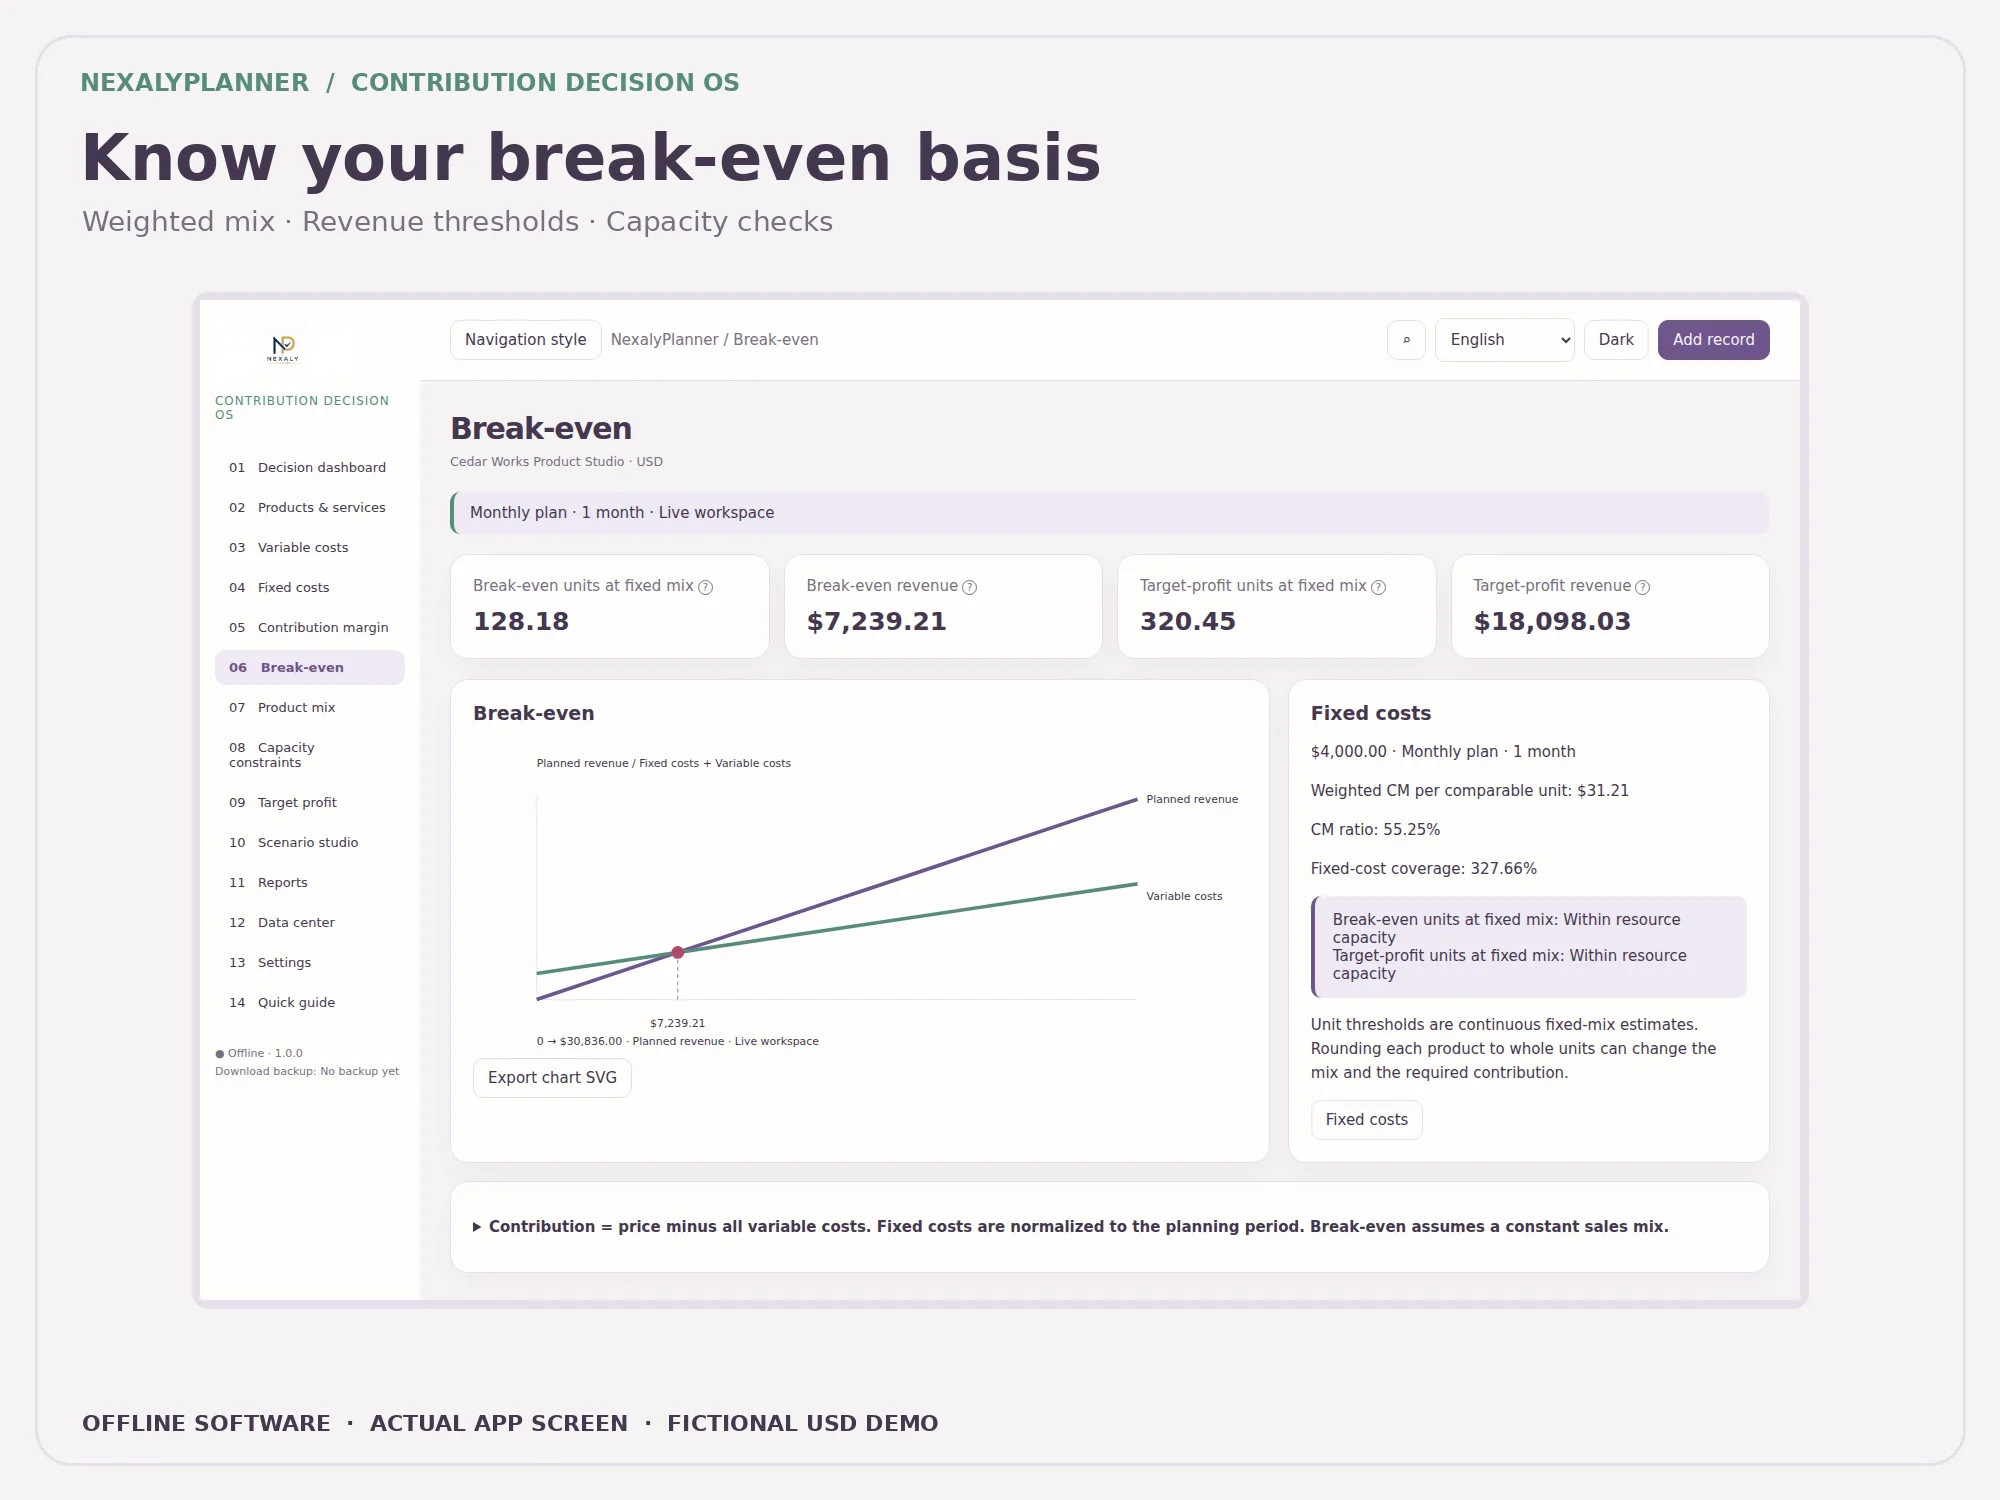 NEXALYPLANNER / CONTRIBUTION DECISION OS
Know your break-even basis
Weighted mix · Revenue thresholds · Capacity checks
NEXALY
CONTRIBUTION DECISION
OS
01 Decision dashboard
02 Products & services
03 Variable costs
04 Fixed costs
05 Contribution margin
06 Break-even
07 Product mix
08 Capacity
constraints
09 Target profit
10 Scenario studio
11 Reports
12 Data center
13 Settings
14 Quick guide
● Offline · 1.0.0
Download backup: No backup yet
Navigation style NexalyPlanner / Break-even
English Dark Add record
Break-even
Cedar Works Product Studio · USD
Monthly plan · 1 month · Live workspace
Break-even units at fixed mix ?
128.18
Break-even revenue ?
$7,239.21
Target-profit units at fixed mix ?
320.45
Target-profit revenue ?
$18,098.03
Break-even
Planned revenue / Fixed costs + Variable costs
Planned revenue
Variable costs
$7,239.21
0 → $30,836.00 · Planned revenue · Live workspace
Export chart SVG
Fixed costs
$4,000.00 · Monthly plan · 1 month
Weighted CM per comparable unit: $31.21
CM ratio: 55.25%
Fixed-cost coverage: 327.66%
Break-even units at fixed mix: Within resource
capacity
Target-profit units at fixed mix: Within resource
capacity
Unit thresholds are continuous fixed-mix estimates.
Rounding each product to whole units can change the
mix and the required contribution.
Fixed costs
▶ Contribution = price minus all variable costs. Fixed costs are normalized to the planning period. Break-even assumes a constant sales mix.
OFFLINE SOFTWARE · ACTUAL APP SCREEN · FICTIONAL USD DEMO